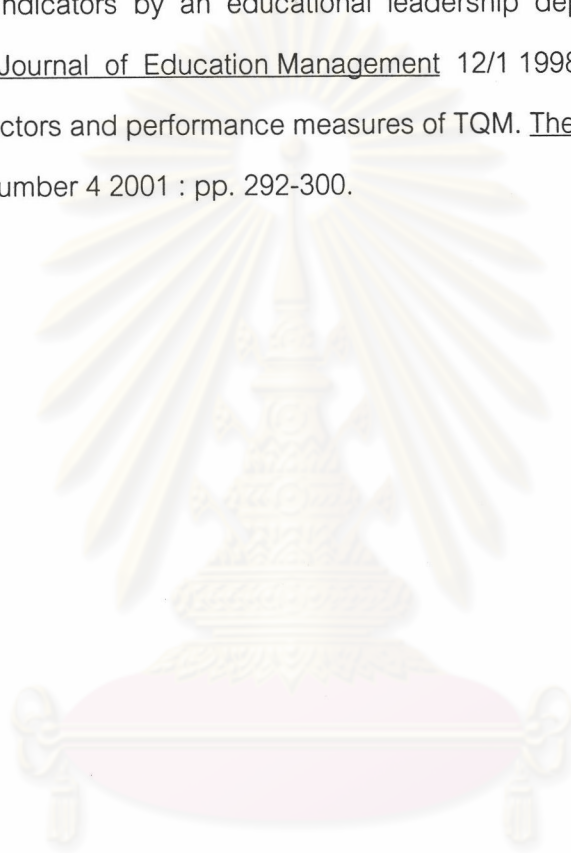 ndicators by an educational leadership dep
Journal of Education Management 12/1 1998
ctors and performance measures of TQM. The
umber 4 2001 : pp. 292-300.